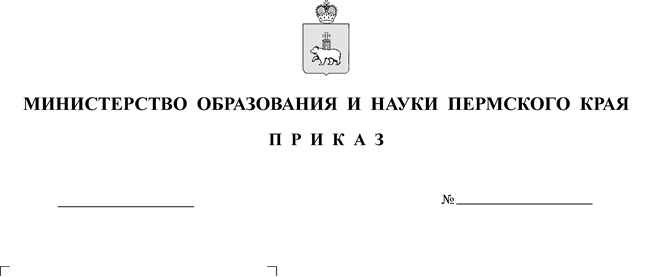 МИНИСТЕРСТВО ОБРАЗОВАНИЯ И НАУКИ ПЕРМСКОГО КРАЯ
П Р И К А З
№